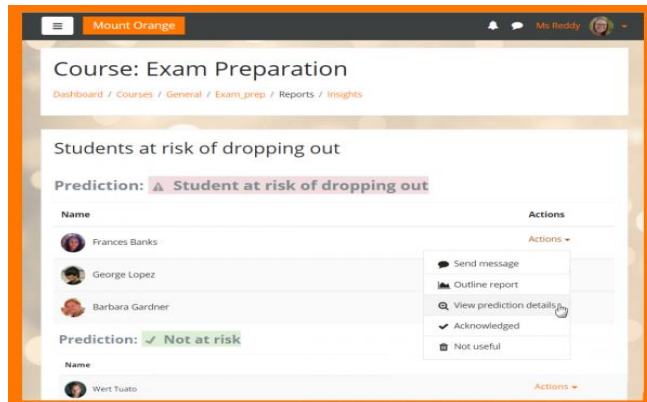 Mount Orange
Ms Reddy
Course: Exam Preparation
Dashboard / Courses / General / Exam_prep / Reports / Insights
Students at risk of dropping out
Prediction: Student at risk of dropping out
Name Actions
Frances Banks Actions
Send message
George Lopez
Outline report
View prediction details
Barbara Gardner
Acknowledged
Prediction: Not at risk
Not useful
Name
Wert Tuato Actions